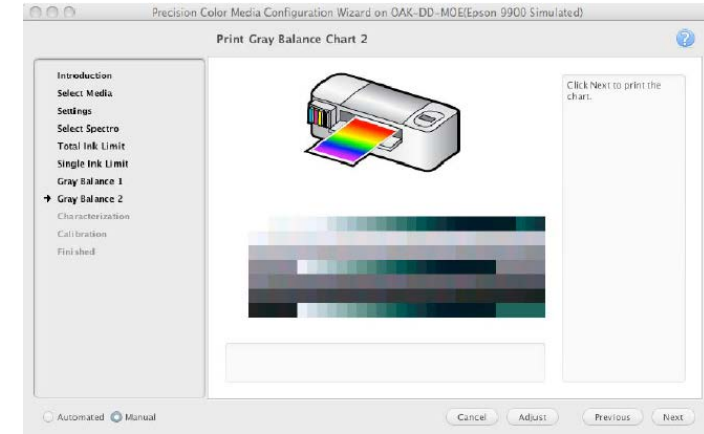 Precision Color Media Configuration Wizard on OAK-DD-MOE(Epson 9900 Simulated)
Print Gray Balance Chart 2
?
Introduction
Select Media
Settings
Select Spectro
Total Ink Limit
Single Ink Limit
Gray Balance 1
Gray Balance 2
Characterization
Calibration
Finished
Click Next to print the
chart.
Automated Manual
Cancel Adjust Previous Next